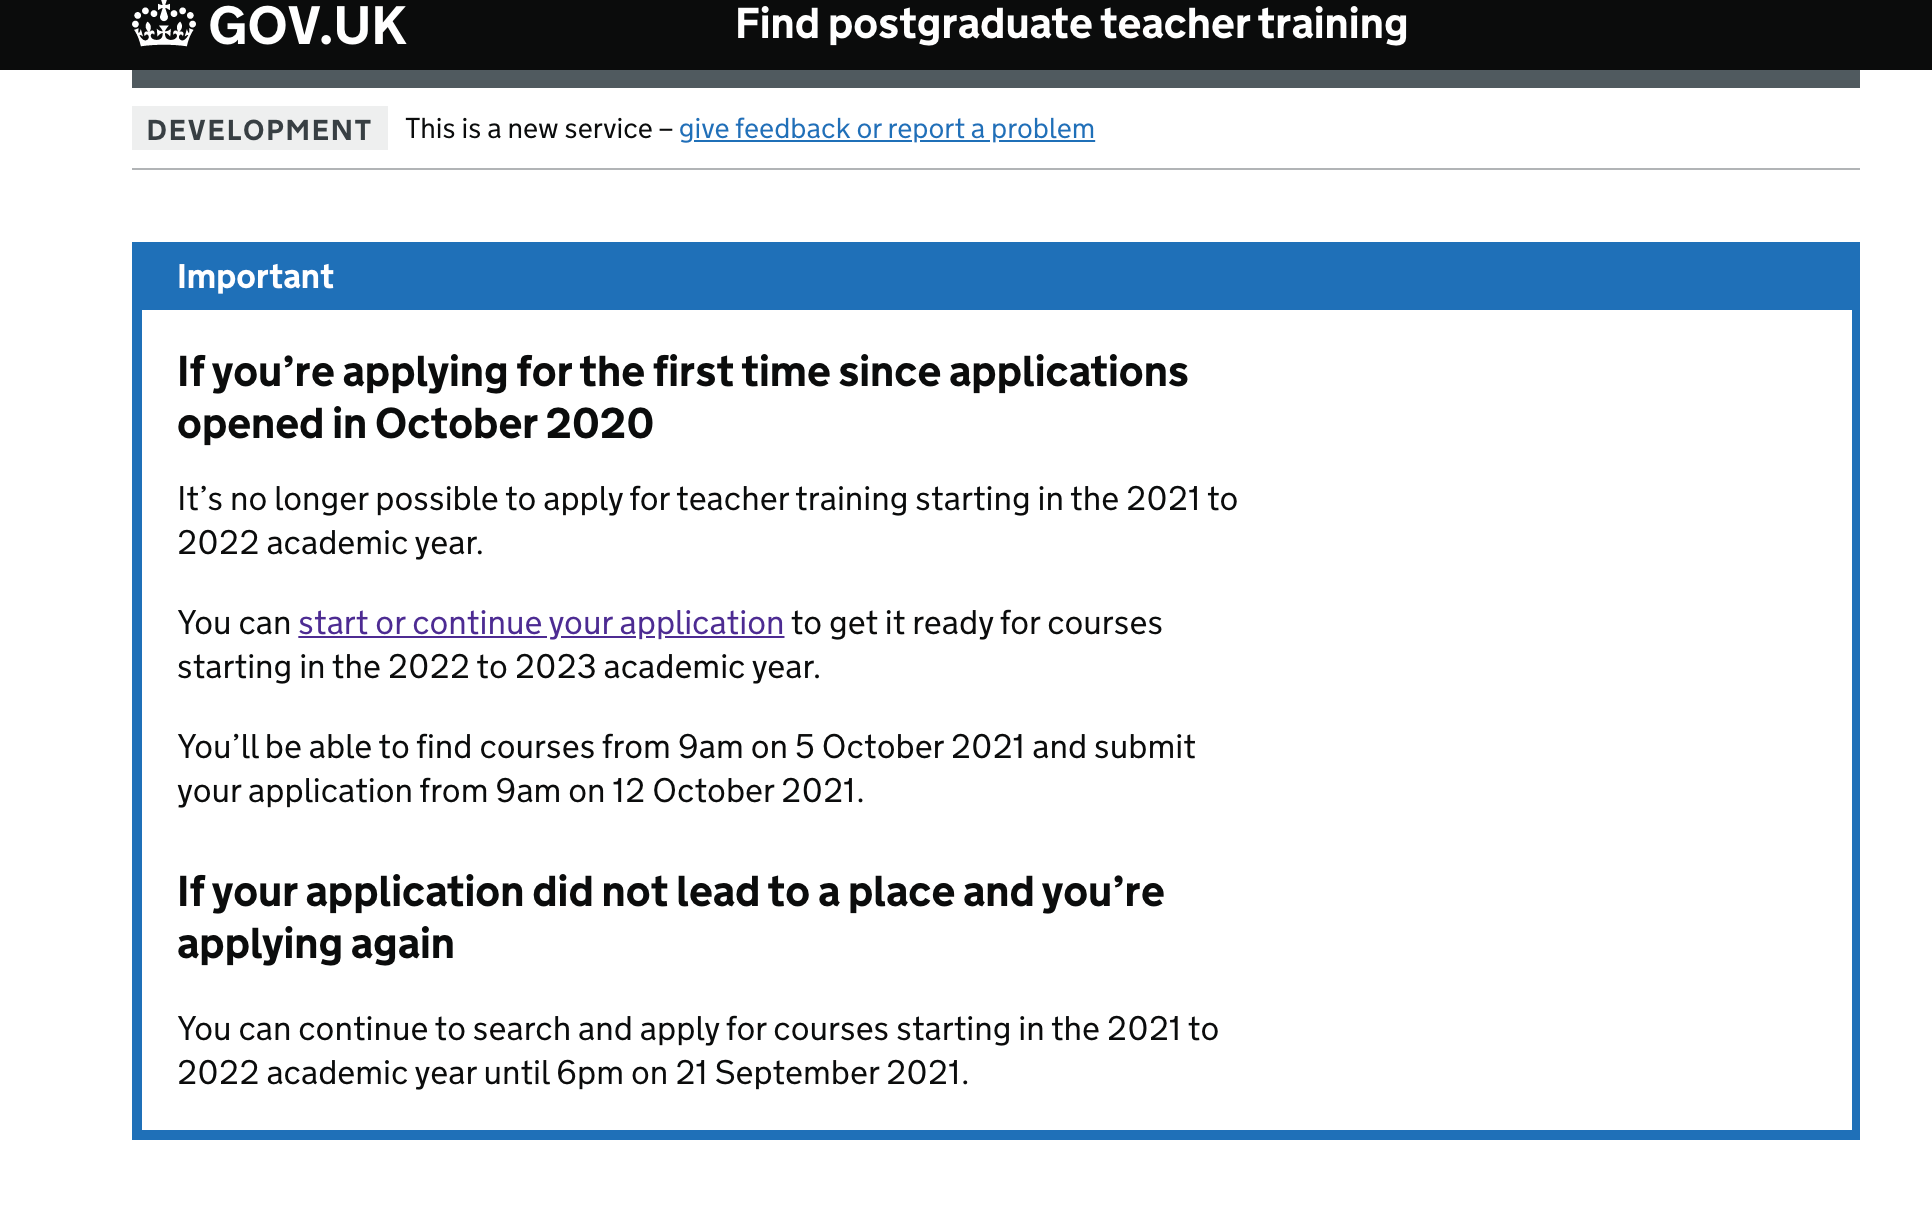 GOV.UK
Find postgraduate teacher training
DEVELOPMENT
This is a new service – give feedback or report a problem
Important
If you’re applying for the first time since applications
opened in October 2020
It’s no longer possible to apply for teacher training starting in the 2021 to
2022 academic year.
You can start or continue your application to get it ready for courses
starting in the 2022 to 2023 academic year.
You’ll be able to find courses from 9am on 5 October 2021 and submit
your application from 9am on 12 October 2021.
If your application did not lead to a place and you’re
applying again
You can continue to search and apply for courses starting in the 2021 to
2022 academic year until 6pm on 21 September 2021.